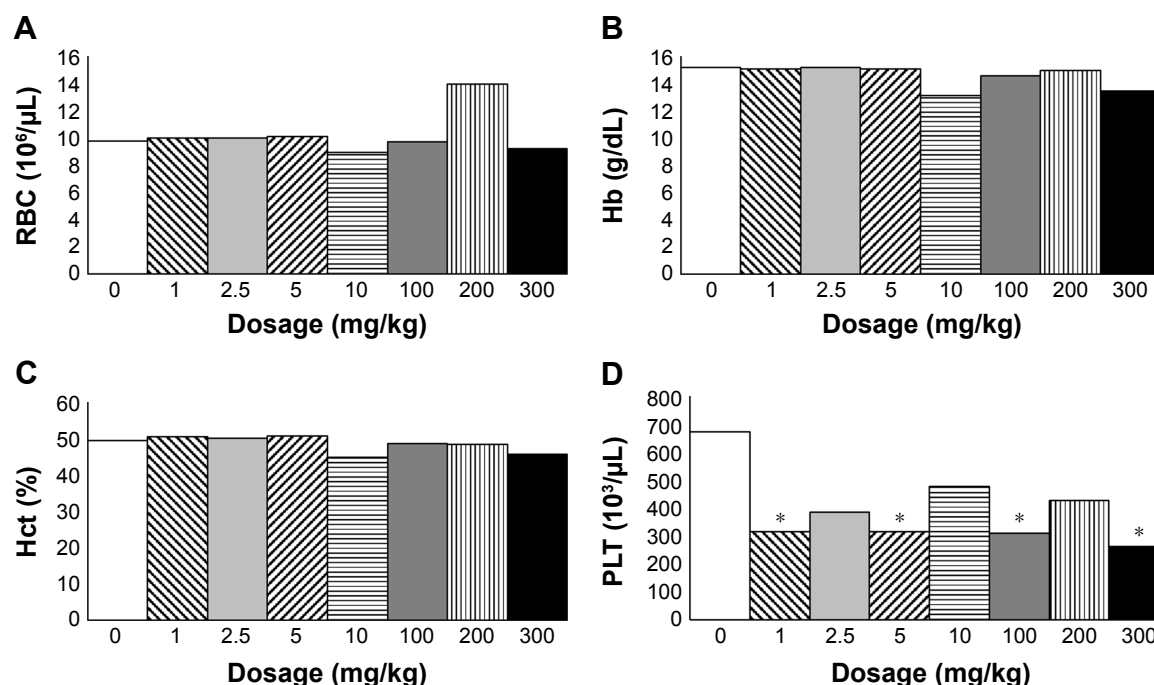 A
RBC (10⁶/µL)
16
14
12
10
8
6
4
2
0
0 1 2.5 5 10 100 200 300
Dosage (mg/kg)
B
Hb (g/dL)
16
14
12
10
8
6
4
2
0
0 1 2.5 5 10 100 200 300
Dosage (mg/kg)
C
Hct (%)
60
50
40
30
20
10
0
0 1 2.5 5 10 100 200 300
Dosage (mg/kg)
D
PLT (10³/µL)
800
700
600
500
400
300
200
100
0
* * * *
0 1 2.5 5 10 100 200 300
Dosage (mg/kg)